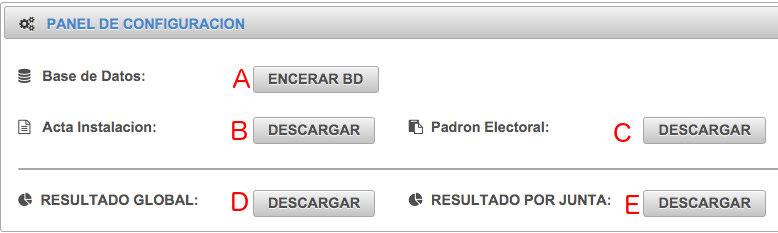 PANEL DE CONFIGURACION
Base de Datos: A ENCERAR BD
Acta Instalacion: B DESCARGAR Padron Electoral: C DESCARGAR
RESULTADO GLOBAL: D DESCARGAR RESULTADO POR JUNTA: E DESCARGAR